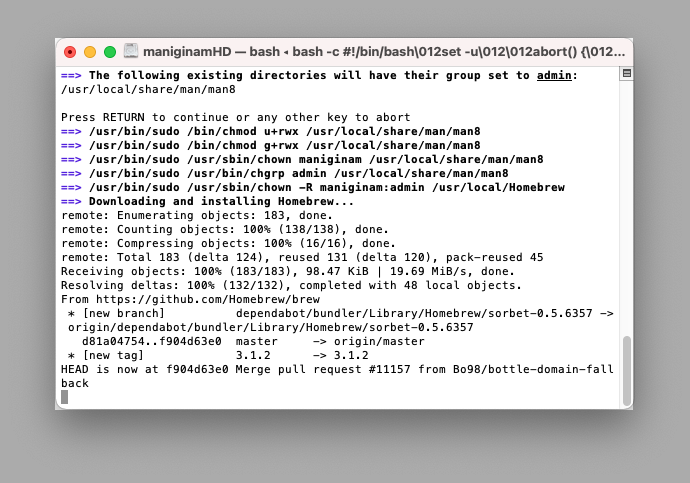 maniginamHD — bash ◂ bash -c #!/bin/bash\012set -u\012\012abort() {\012...
==> The following existing directories will have their group set to admin:
/usr/local/share/man/man8
Press RETURN to continue or any other key to abort
==> /usr/bin/sudo /bin/chmod u+rwx /usr/local/share/man/man8
==> /usr/bin/sudo /bin/chmod g+rwx /usr/local/share/man/man8
==> /usr/bin/sudo /usr/sbin/chown maniginam /usr/local/share/man/man8
==> /usr/bin/sudo /usr/bin/chgrp admin /usr/local/share/man/man8
==> /usr/bin/sudo /usr/sbin/chown -R maniginam:admin /usr/local/Homebrew
==> Downloading and installing Homebrew...
remote: Enumerating objects: 183, done.
remote: Counting objects: 100% (138/138), done.
remote: Compressing objects: 100% (16/16), done.
remote: Total 183 (delta 124), reused 131 (delta 120), pack-reused 45
Receiving objects: 100% (183/183), 98.47 KiB | 19.69 MiB/s, done.
Resolving deltas: 100% (132/132), completed with 48 local objects.
From https://github.com/Homebrew/brew
 * [new branch]          dependabot/bundler/Library/Homebrew/sorbet-0.5.6357 ->
 origin/dependabot/bundler/Library/Homebrew/sorbet-0.5.6357
   d81a04754..f904d63e0  master     -> origin/master
 * [new tag]             3.1.2      -> 3.1.2
HEAD is now at f904d63e0 Merge pull request #11157 from Bo98/bottle-domain-fall
back